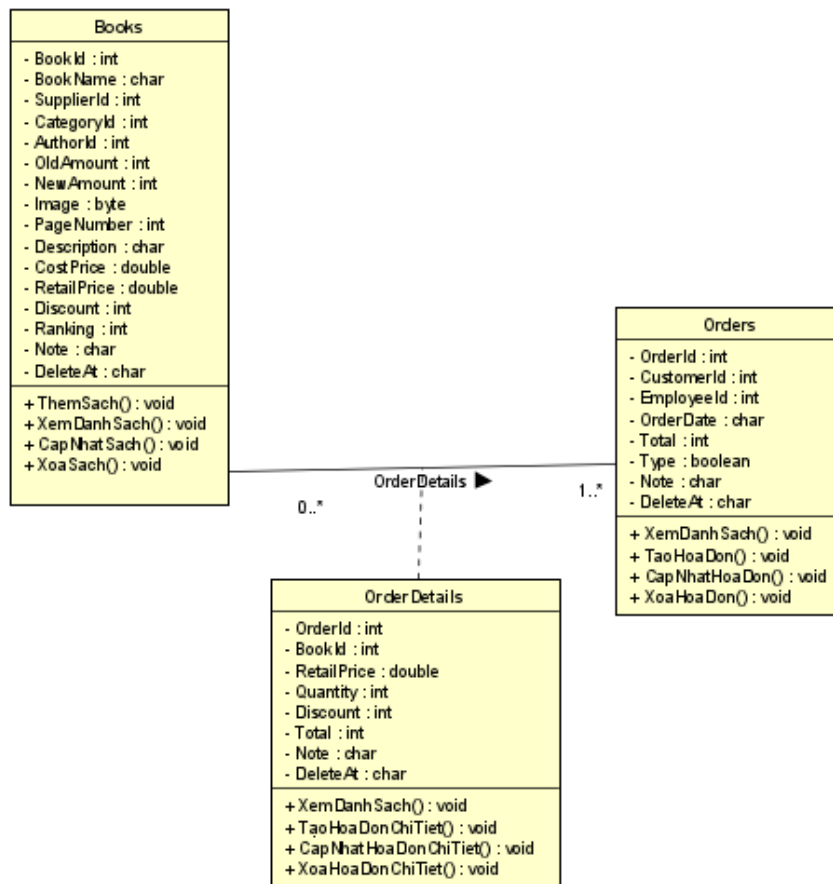 Books
- BookId : int
- BookName : char
- SupplierId : int
- CategoryId : int
- AuthorId : int
- OldAmount : int
- NewAmount : int
- Image : byte
- PageNumber : int
- Description : char
- CostPrice : double
- RetailPrice : double
- Discount : int
- Ranking : int
- Note : char
- DeleteAt : char
+ ThemSach() : void
+ XemDanhSach() : void
+ CapNhatSach() : void
+ XoaSach() : void
Orders
- OrderId : int
- CustomerId : int
- EmployeeId : int
- OrderDate : char
- Total : int
- Type : boolean
- Note : char
- DeleteAt : char
+ XemDanhSach() : void
+ TaoHoaDon() : void
+ CapNhatHoaDon() : void
+ XoaHoaDon() : void
OrderDetails ▶
0..*
1..*
OrderDetails
- OrderId : int
- BookId : int
- RetailPrice : double
- Quantity : int
- Discount : int
- Total : int
- Note : char
- DeleteAt : char
+ XemDanhSach() : void
+ TạoHoaDonChiTiet() : void
+ CapNhatHoaDonChiTiet() : void
+ XoaHoaDonChiTiet() : void